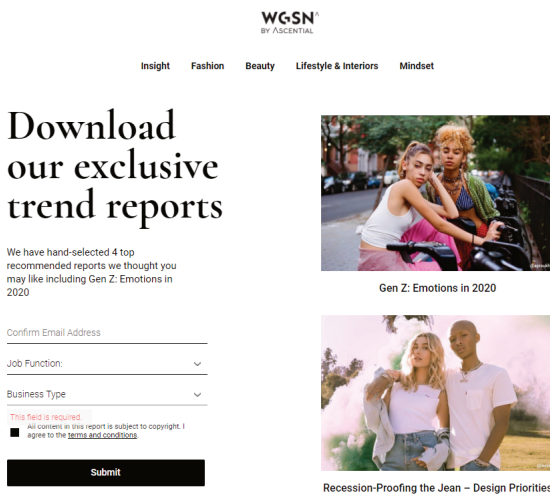 WGSN
BY ASCENTIAL
Insight Fashion Beauty Lifestyle & Interiors Mindset
Download
our exclusive
trend reports
We have hand-selected 4 top
recommended reports we thought you
may like including Gen Z: Emotions in
2020
Confirm Email Address
Job Function:
Business Type
This field is required.
All content in this report is subject to copyright. I
agree to the terms and conditions.
Submit
Gen Z: Emotions in 2020
Recession-Proofing the Jean – Design Priorities